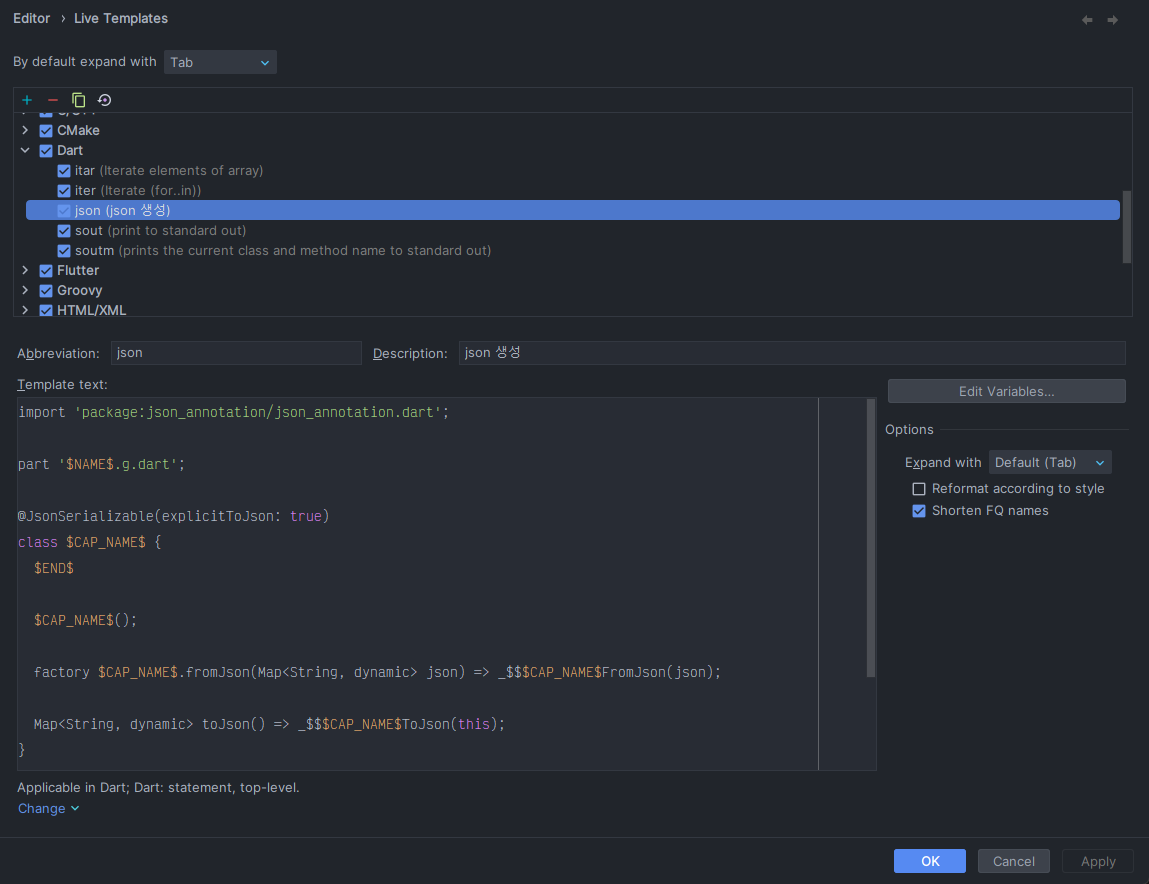 Editor › Live Templates
By default expand with Tab
CMake
Dart
itar (Iterate elements of array)
iter (Iterate (for..in))
json (json 생성)
sout (print to standard out)
soutm (prints the current class and method name to standard out)
Flutter
Groovy
HTML/XML
Abbreviation: json Description: json 생성
Template text:
Edit Variables...
import 'package:json_annotation/json_annotation.dart';
part '$NAME$.g.dart';
@JsonSerializable(explicitToJson: true)
class $CAP_NAME$ {
$END$
$CAP_NAME$();
factory $CAP_NAME$.fromJson(Map<String, dynamic> json) => _$$$CAP_NAME$FromJson(json);
Map<String, dynamic> toJson() => _$$$CAP_NAME$ToJson(this);
}
Options
Expand with Default (Tab)
Reformat according to style
Shorten FQ names
Applicable in Dart; Dart: statement, top-level.
Change
OK Cancel Apply